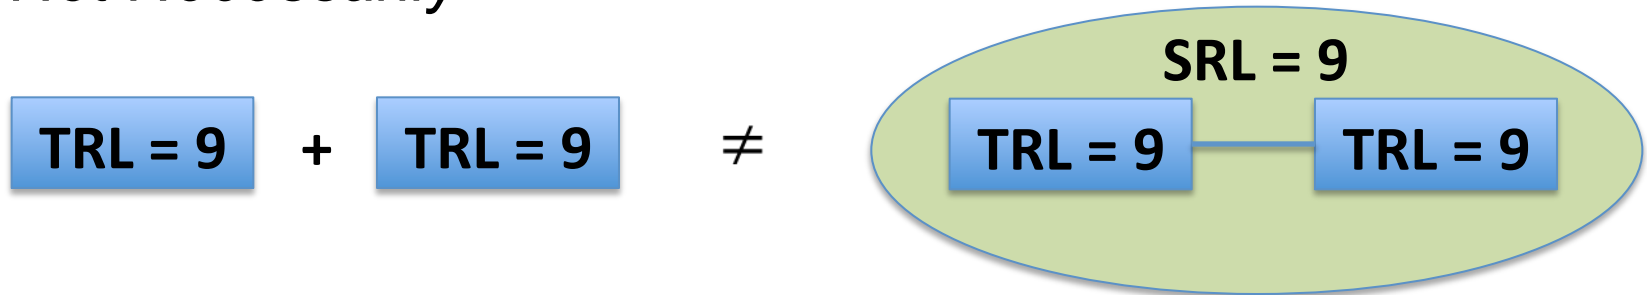 SRL = 9
TRL = 9 + TRL = 9 ≠ TRL = 9 TRL = 9